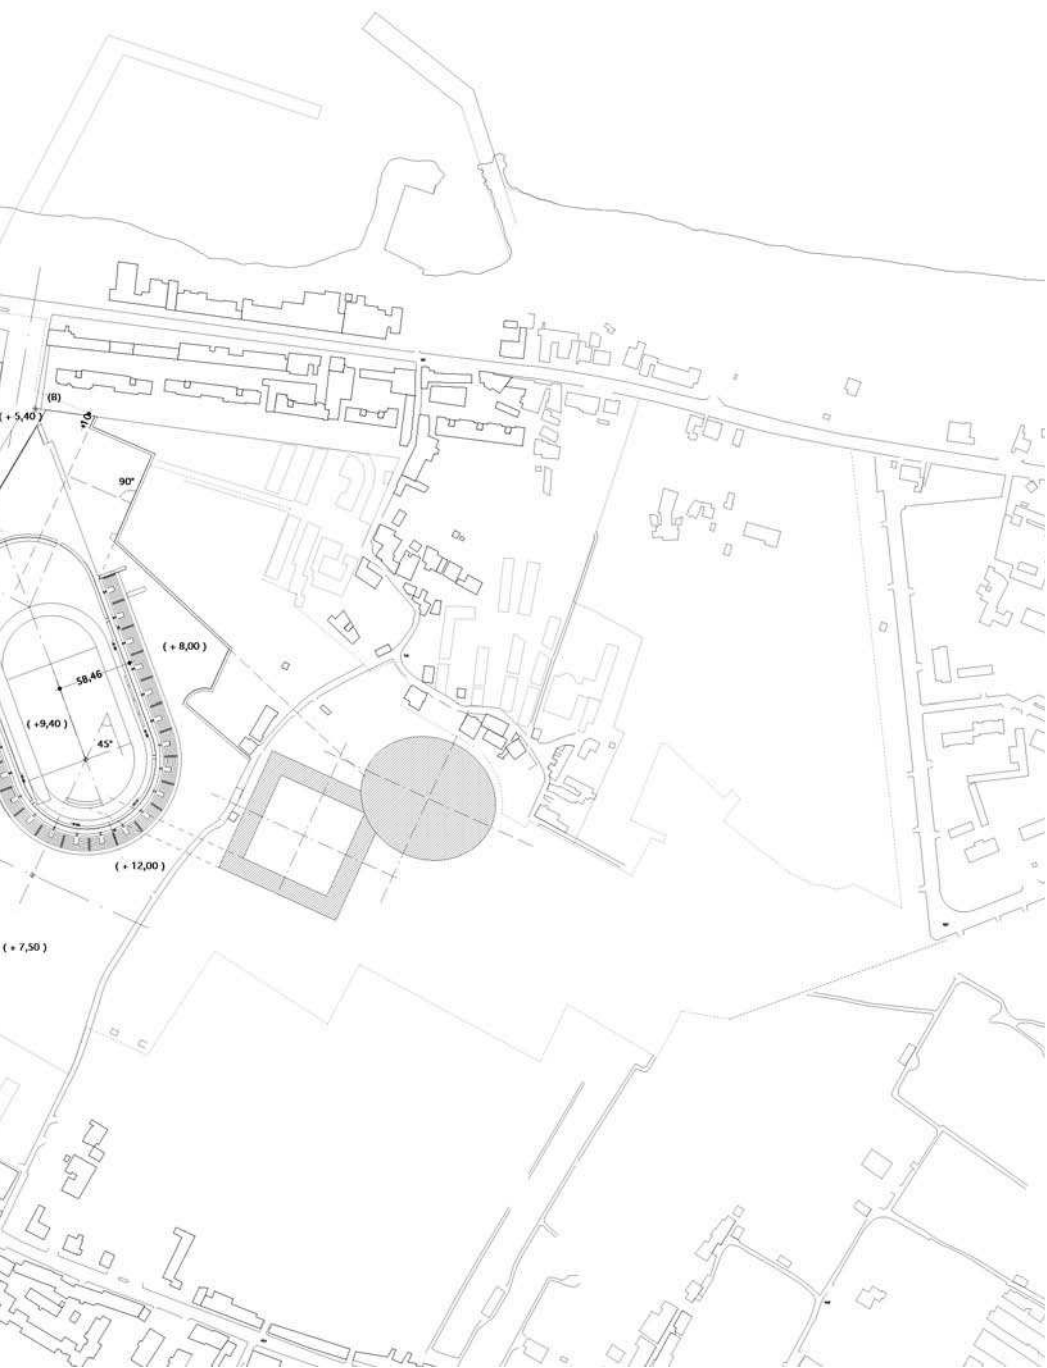 (B)
( + 5,40 )
90°
( + 8,00 )
58,46
( +9,40 )
A
45°
( + 12,00 )
( + 7,50 )